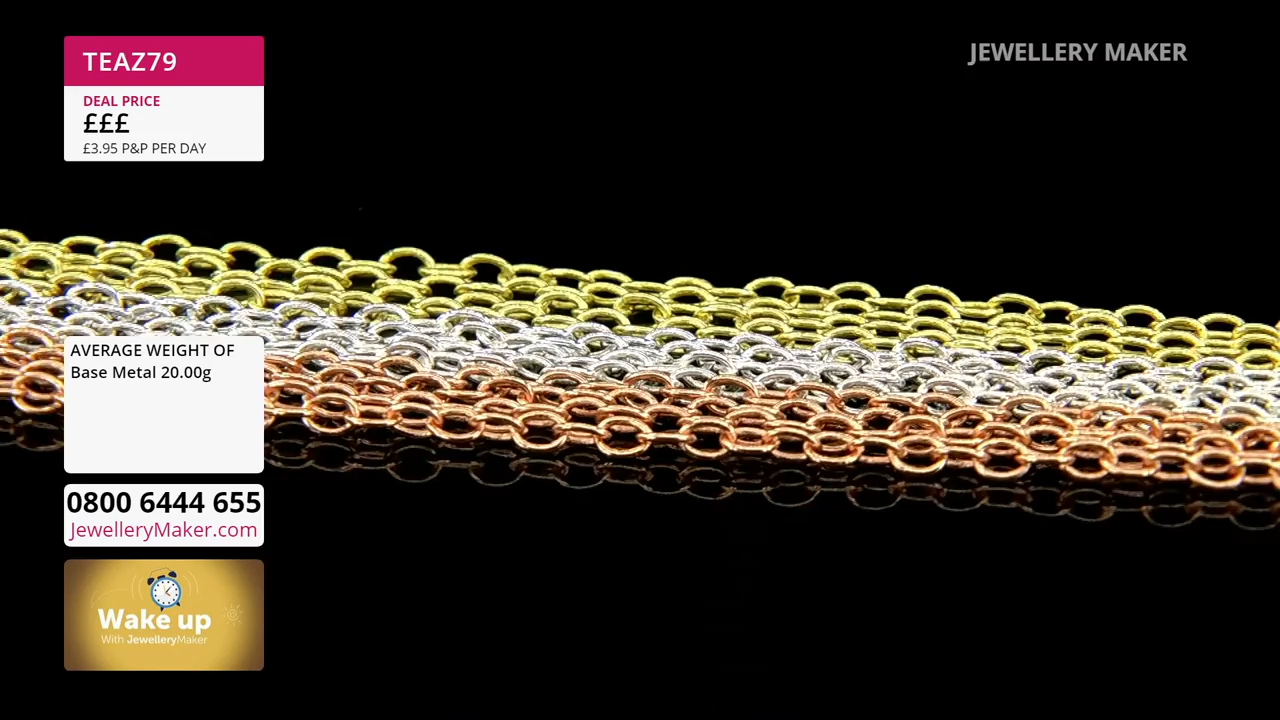 TEAZ79
DEAL PRICE
£££
£3.95 P&P PER DAY
JEWELLERY MAKER
AVERAGE WEIGHT OF
Base Metal 20.00g
0800 6444 655
JewelleryMaker.com
Wake up
With JewelleryMaker